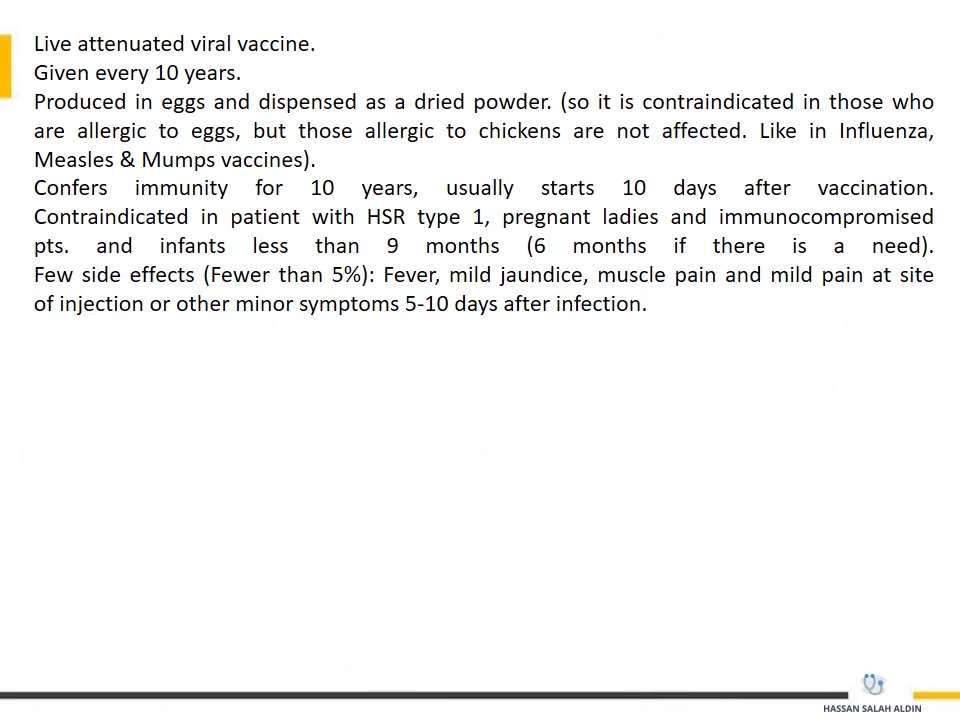 Live attenuated viral vaccine.
Given every 10 years.
Produced in eggs and dispensed as a dried powder. (so it is contraindicated in those who
are allergic to eggs, but those allergic to chickens are not affected. Like in Influenza,
Measles & Mumps vaccines).
Confers immunity for 10 years, usually starts 10 days after vaccination.
Contraindicated in patient with HSR type 1, pregnant ladies and immunocompromised
pts. and infants less than 9 months (6 months if there is a need).
Few side effects (Fewer than 5%): Fever, mild jaundice, muscle pain and mild pain at site
of injection or other minor symptoms 5-10 days after infection.
HASSAN SALAH ALDIN